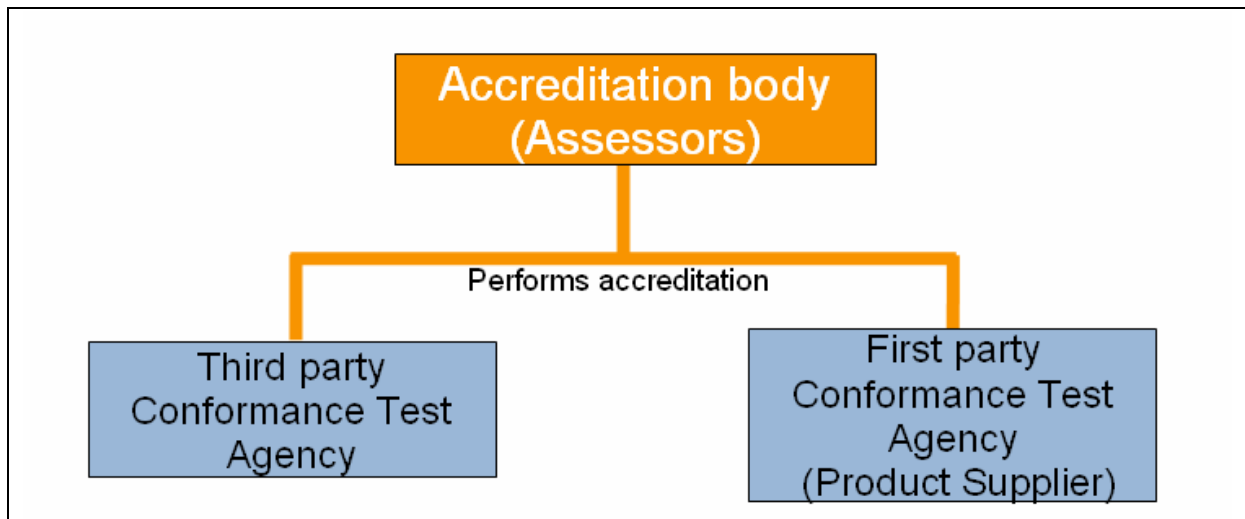 Accreditation body
(Assessors)
Performs accreditation
Third party
Conformance Test
Agency
First party
Conformance Test
Agency
(Product Supplier)